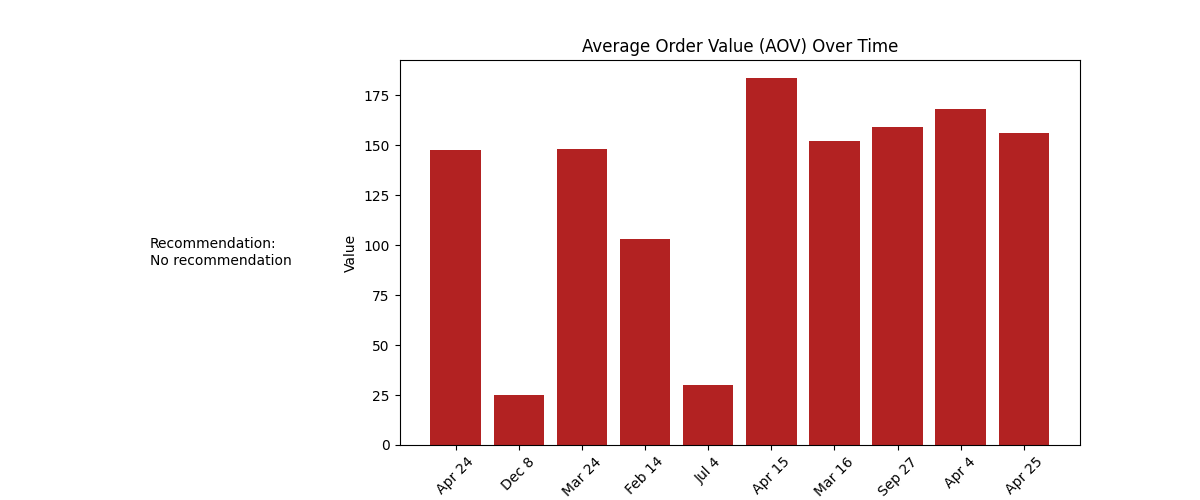 Average Order Value (AOV) Over Time
Recommendation:
No recommendation
Value
175
150
125
100
75
50
25
0
Apr 24
Dec 8
Mar 24
Feb 14
Jul 4
Apr 15
Mar 16
Sep 27
Apr 4
Apr 25